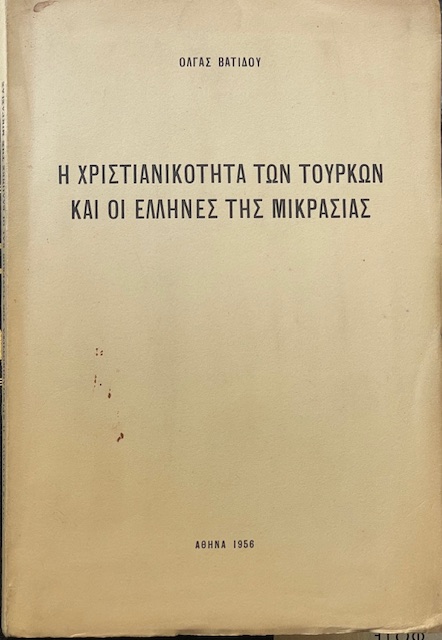 ΟΛΓΑΣ ΒΑΤΙΔΟΥ
Η ΧΡΙΣΤΙΑΝΙΚΟΤΗΤΑ ΤΩΝ ΤΟΥΡΚΩΝ
ΚΑΙ ΟΙ ΕΛΛΗΝΕΣ ΤΗΣ ΜΙΚΡΑΣΙΑΣ
ΑΘΗΝΑ 1956